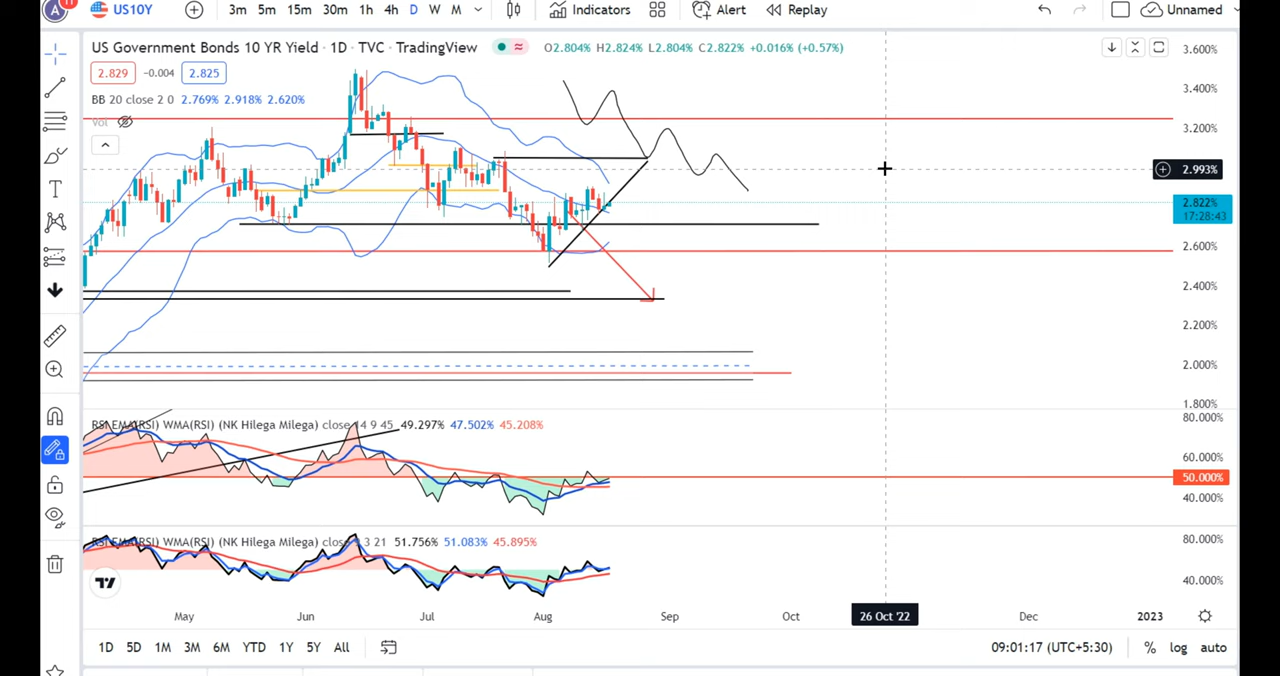 A 11 US10Y 3m 5m 15m 30m 1h 4h D W M Indicators Alert Replay Unnamed
US Government Bonds 10 YR Yield · 1D · TVC · TradingView O2.804% H2.824% L2.804% C2.822% +0.016% (+0.57%)
2.829 -0.004 2.825
BB 20 close 2 0 2.769% 2.918% 2.620%
Vol
3.600%
3.400%
3.200%
2.993%
2.822%
17:28:43
2.600%
2.400%
2.200%
2.000%
1.800%
80.000%
RSI EMA(RSI) WMA(RSI) (NK Hilega Milega) close 14 9 45 49.297% 47.502% 45.208%
60.000%
50.000%
40.000%
RSI EMA(RSI) WMA(RSI) (NK Hilega Milega) close 9 3 21 51.756% 51.083% 45.895%
80.000%
40.000%
May Jun Jul Aug Sep Oct 26 Oct '22 Dec 2023
1D 5D 1M 3M 6M YTD 1Y 5Y All 09:01:17 (UTC+5:30) % log auto